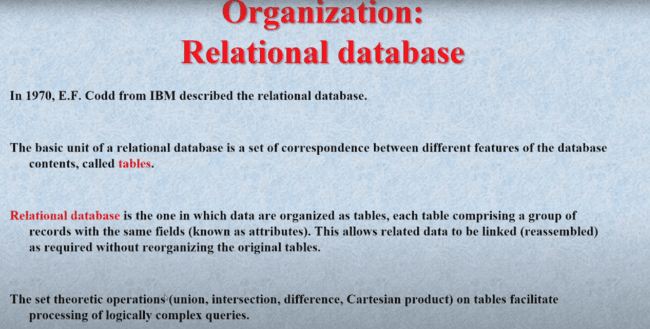 Organization:
Relational database
In 1970, E.F. Codd from IBM described the relational database.
The basic unit of a relational database is a set of correspondence between different features of the database
contents, called tables.
Relational database is the one in which data are organized as tables, each table comprising a group of
records with the same fields (known as attributes). This allows related data to be linked (reassembled)
as required without reorganizing the original tables.
The set theoretic operations (union, intersection, difference, Cartesian product) on tables facilitate
processing of logically complex queries.